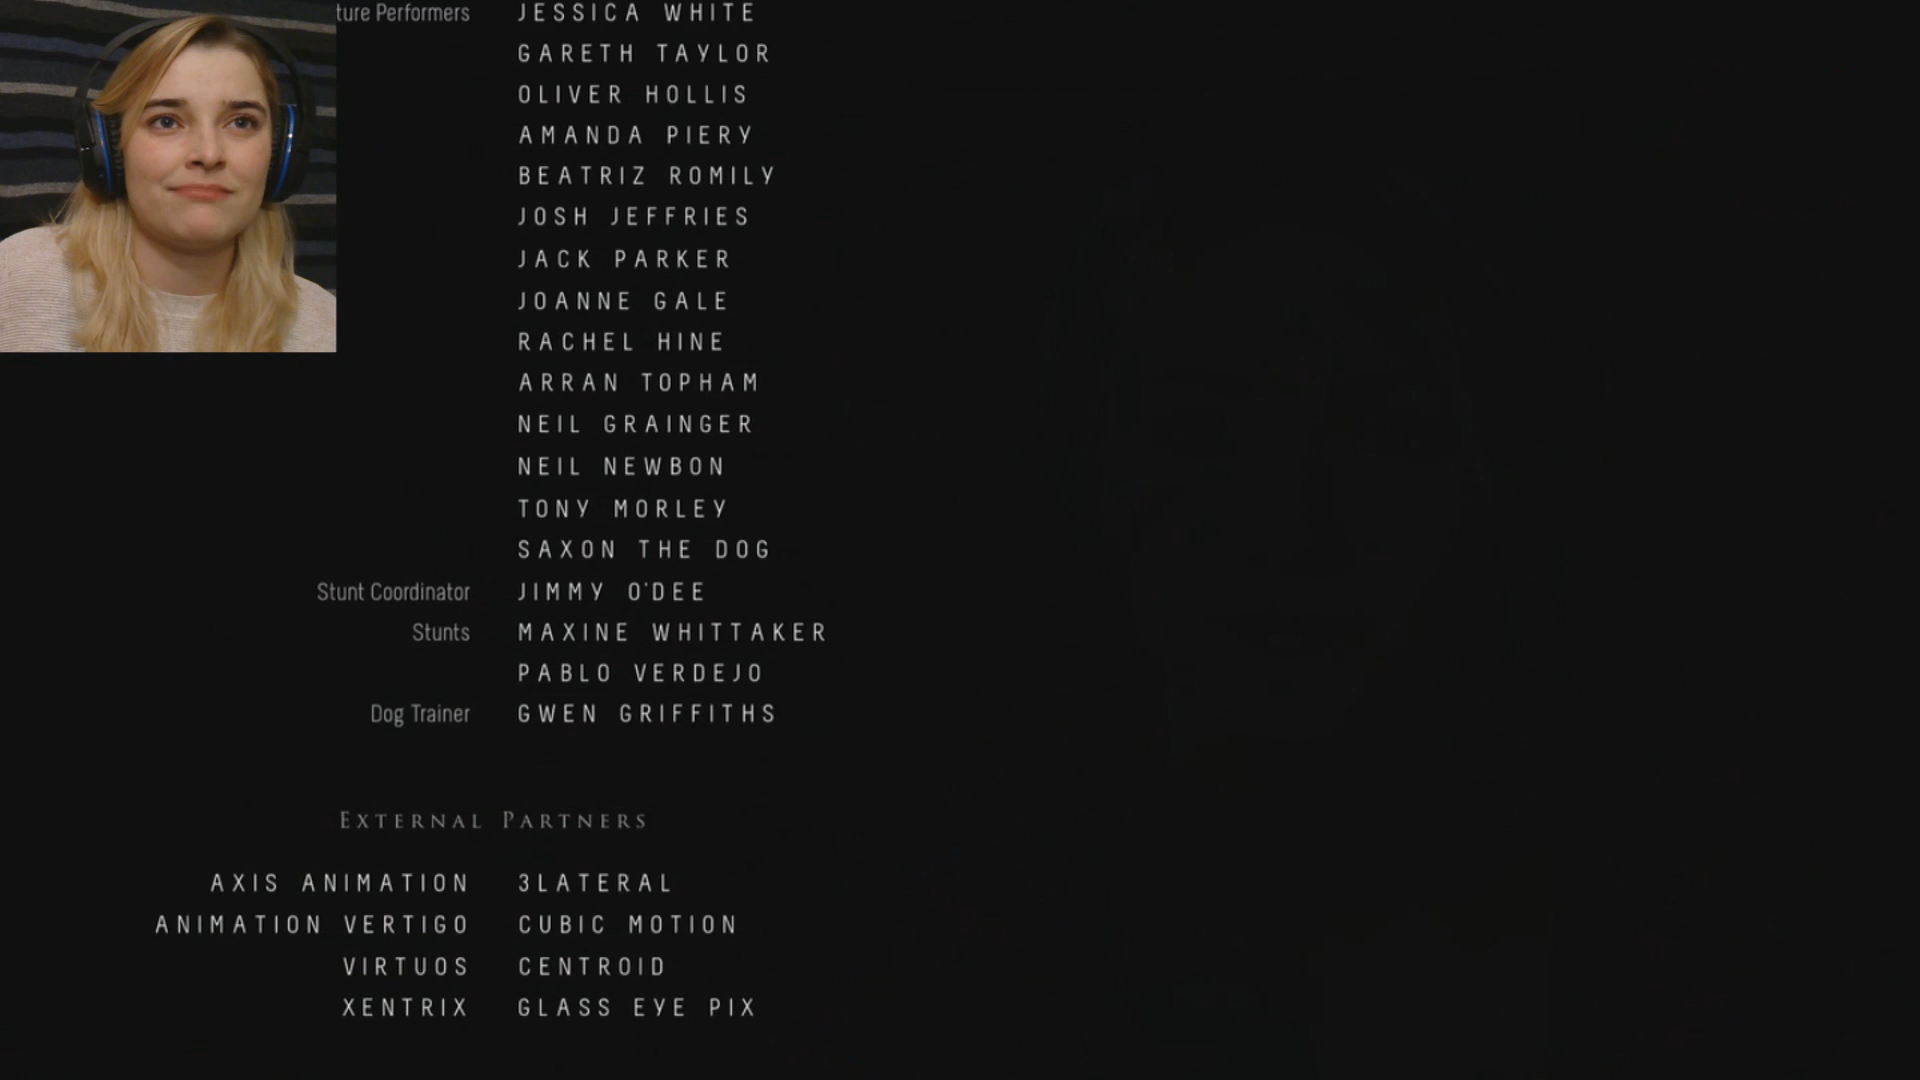 ture Performers JESSICA WHITE
GARETH TAYLOR
OLIVER HOLLIS
AMANDA PIERY
BEATRIZ ROMILY
JOSH JEFFRIES
JACK PARKER
JOANNE GALE
RACHEL HINE
ARRAN TOPHAM
NEIL GRAINGER
NEIL NEWBON
TONY MORLEY
SAXON THE DOG
Stunt Coordinator JIMMY O'DEE
Stunts MAXINE WHITTAKER
PABLO VERDEJO
Dog Trainer GWEN GRIFFITHS
EXTERNAL PARTNERS
AXIS ANIMATION 3LATERAL
ANIMATION VERTIGO CUBIC MOTION
VIRTUOS CENTROID
XENTRIX GLASS EYE PIX